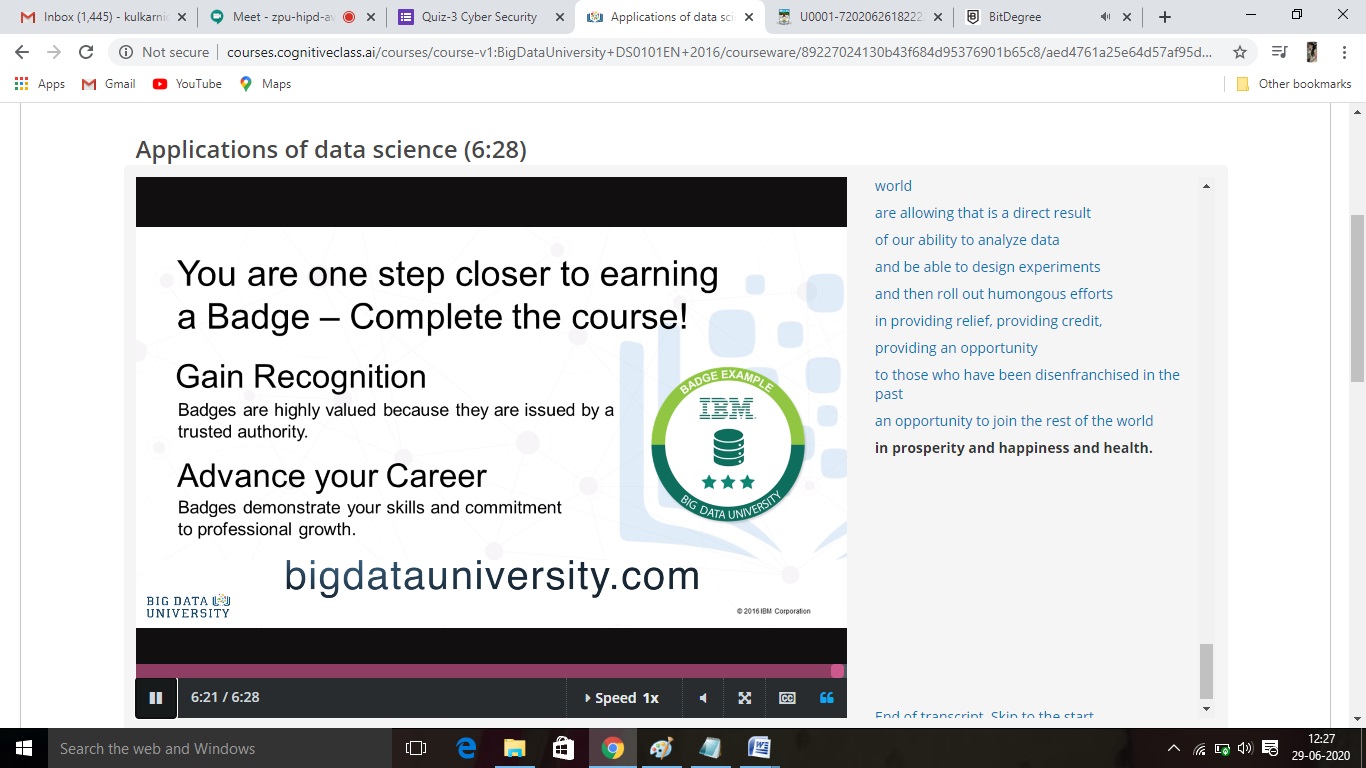 Inbox (1,445) - kulkarni
Meet - zpu-hipd-av
Quiz-3 Cyber Security
Applications of data sci
U0001-7202062618222
BitDegree
Not secure
courses.cognitiveclass.ai/courses/course-v1:BigDataUniversity+DS0101EN+2016/courseware/89227024130b43f684d95376901b65c8/aed4761a25e64d57af95d...
Apps
Gmail
YouTube
Maps
Other bookmarks
Applications of data science (6:28)
You are one step closer to earning
a Badge – Complete the course!
Gain Recognition
Badges are highly valued because they are issued by a
trusted authority.
Advance your Career
Badges demonstrate your skills and commitment
to professional growth.
BADGE EXAMPLE
IBM
BIG DATA UNIVERSITY
bigdatauniversity.com
BIG DATA
UNIVERSITY
© 2016 IBM Corporation
6:21 / 6:28
Speed 1x
CC
world
are allowing that is a direct result
of our ability to analyze data
and be able to design experiments
and then roll out humongous efforts
in providing relief, providing credit,
providing an opportunity
to those who have been disenfranchised in the
past
an opportunity to join the rest of the world
in prosperity and happiness and health.
End of transcript. Skip to the start.
Search the web and Windows
12:27
29-06-2020